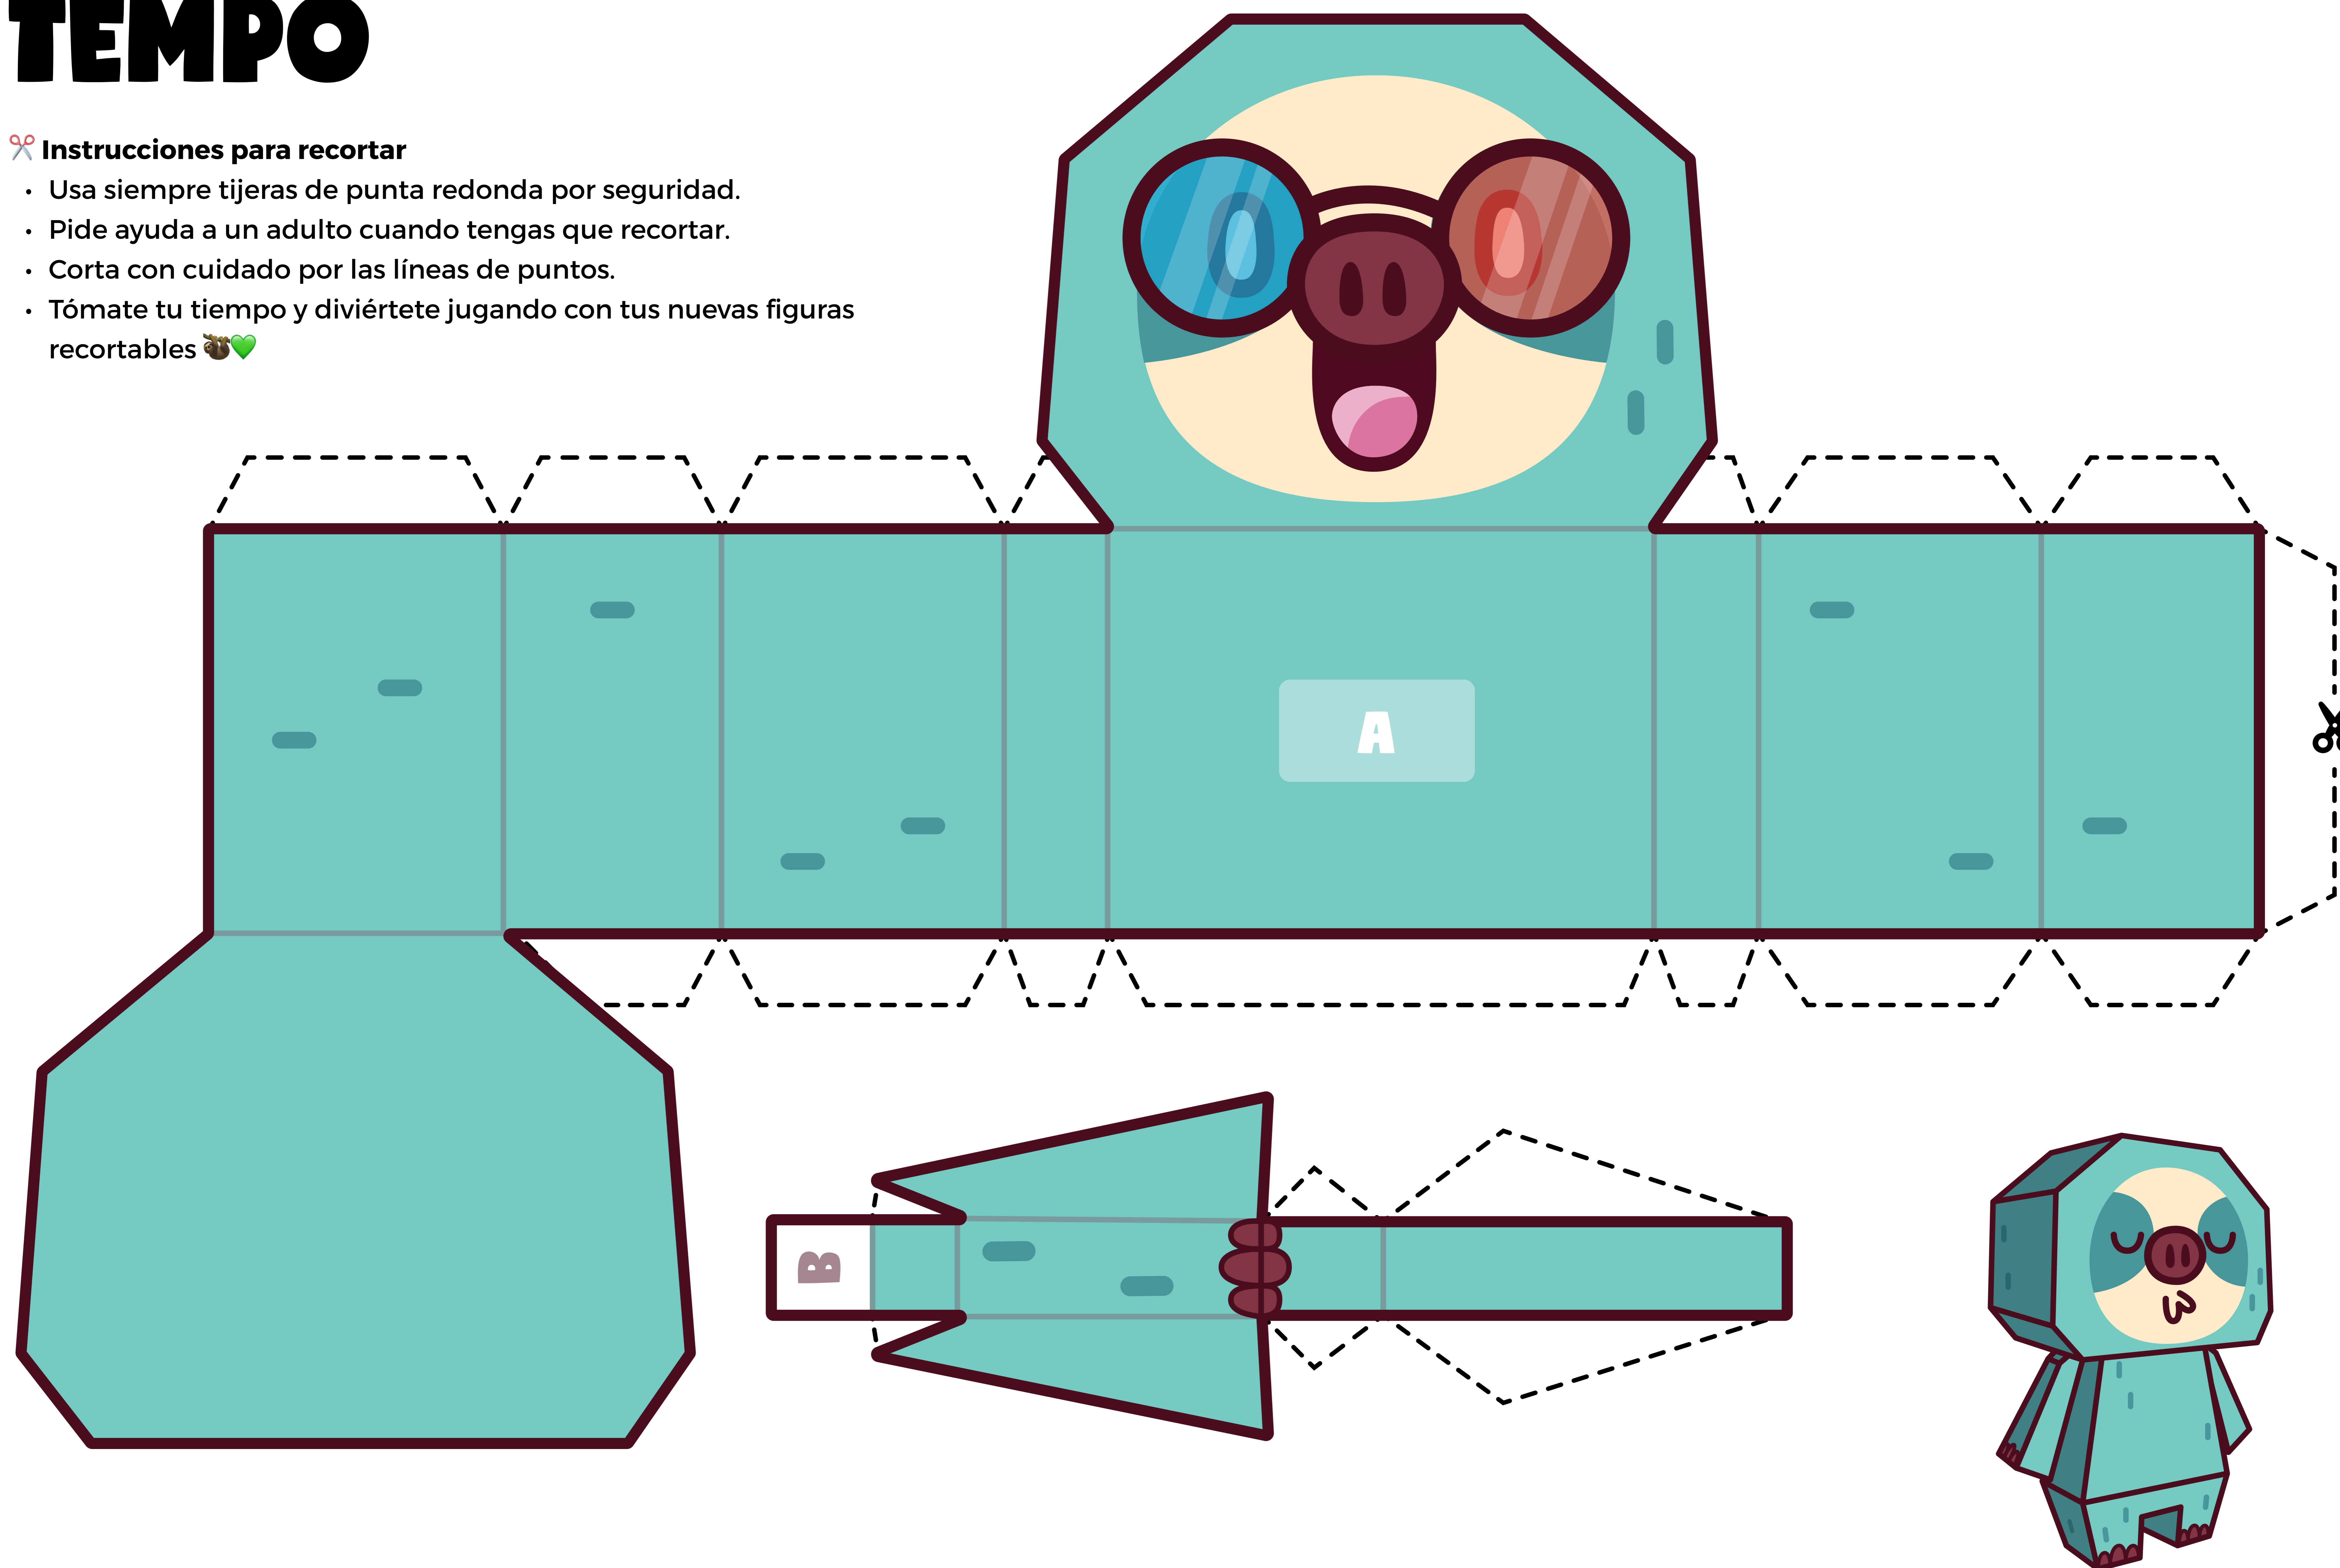 TEMPO
✂️ Instrucciones para recortar
• Usa siempre tijeras de punta redonda por seguridad.
• Pide ayuda a un adulto cuando tengas que recortar.
• Corta con cuidado por las líneas de puntos.
• Tómate tu tiempo y diviértete jugando con tus nuevas figuras
recortables 🦥💚
A
B